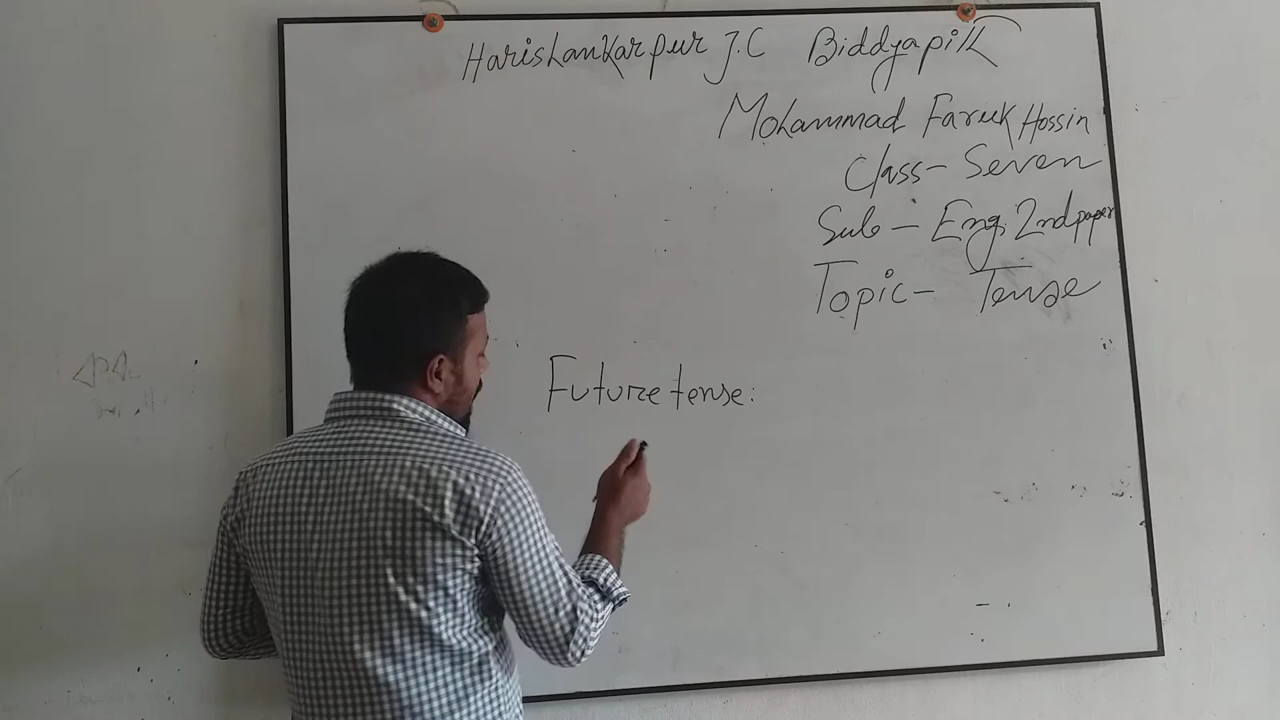 Harishankarpur J.C Biddyapith
Mohammad Faruk Hossin
Class- Seven
Sub - Eng. 2nd paper
Topic- Tense
Future tense: